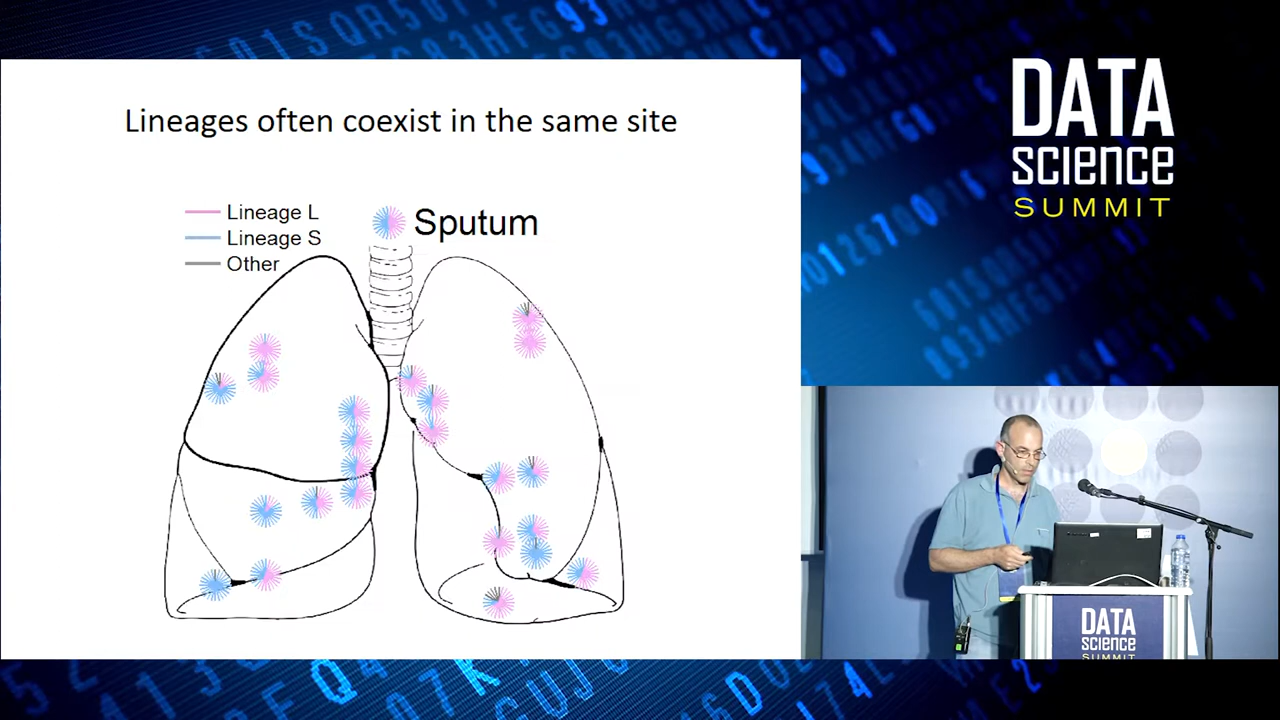 Lineages often coexist in the same site
Lineage L
Lineage S
Other
Sputum
DATA
science
SUMMIT
DATA
science
SUMMIT